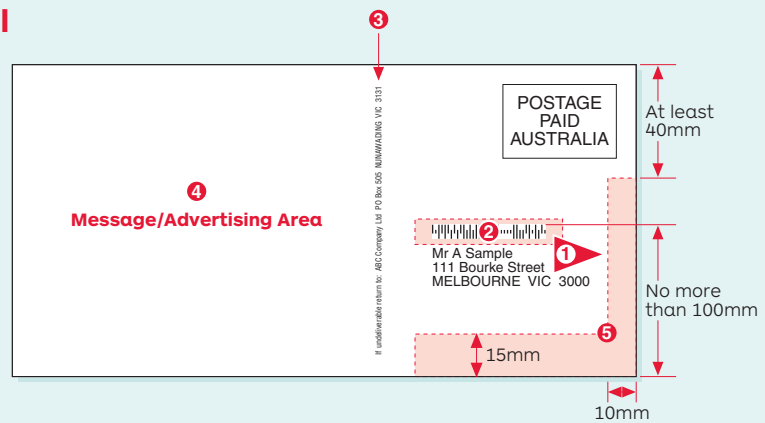 l
3
POSTAGE
PAID
AUSTRALIA
At least
40mm
If undeliverable return to: ABC Company Ltd PO Box 505 NUNAWADING VIC 3131
4
Message/Advertising Area
2
1
Mr A Sample
111 Bourke Street
MELBOURNE VIC 3000
No more
than 100mm
5
15mm
10mm